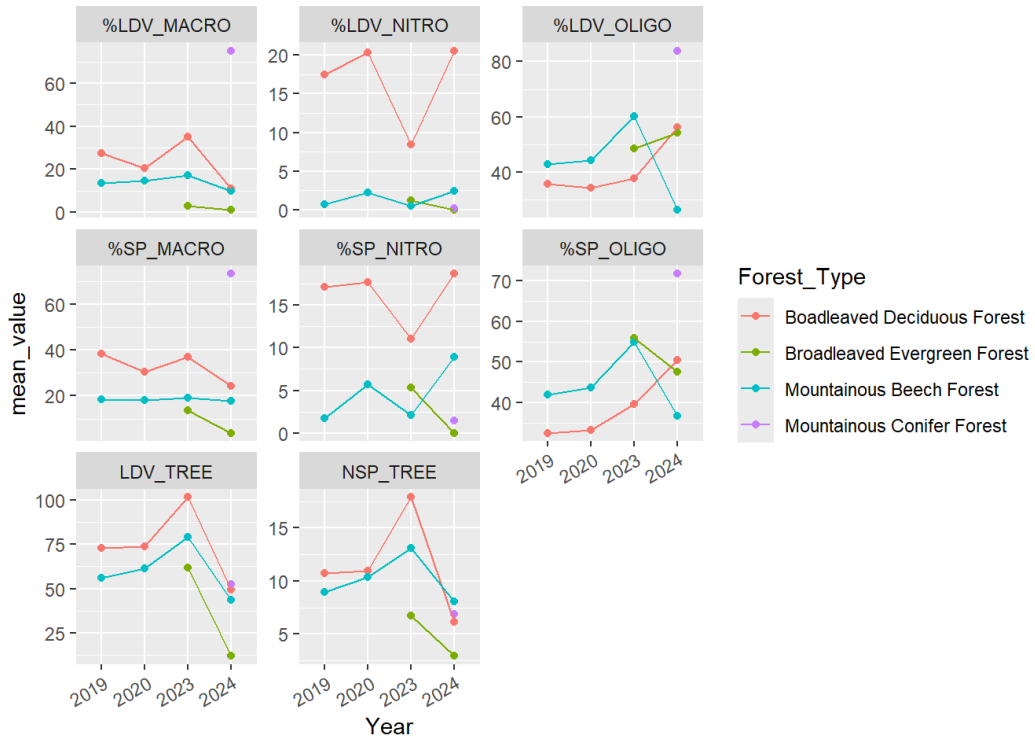 %LDV_MACRO %LDV_NITRO %LDV_OLIGO
60
40
20
0
20
15
10
5
0
80
60
40
%SP_MACRO %SP_NITRO %SP_OLIGO
60
40
20
15
10
5
0
70
60
50
40
2019 2020 2023 2024
LDV_TREE NSP_TREE
100
75
50
25
15
10
5
2019 2020 2023 2024
2019 2020 2023 2024
mean_value
Year
Forest_Type
Boadleaved Deciduous Forest
Broadleaved Evergreen Forest
Mountainous Beech Forest
Mountainous Conifer Forest